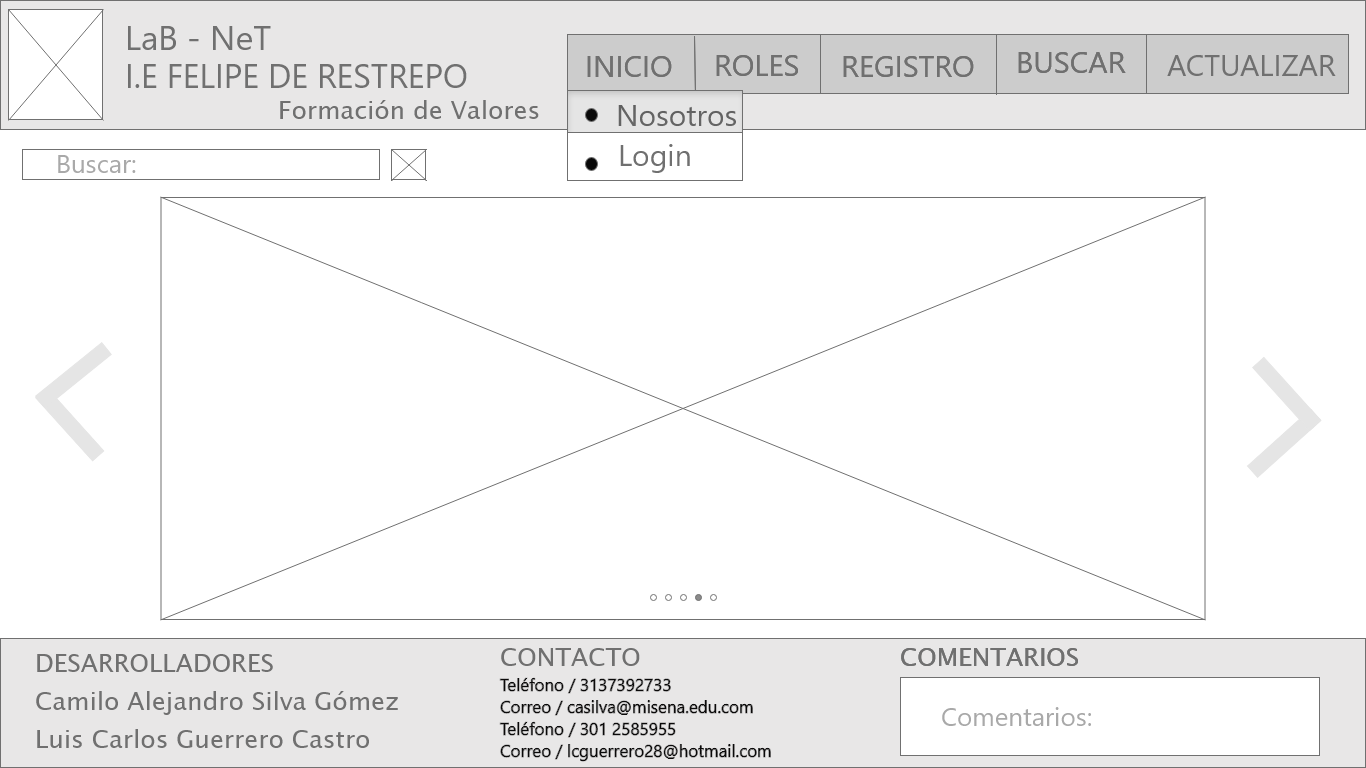 LaB - NeT
I.E FELIPE DE RESTREPO
Formación de Valores
INICIO ROLES REGISTRO BUSCAR ACTUALIZAR
Nosotros
Login
Buscar:
DESARROLLADORES
Camilo Alejandro Silva Gómez
Luis Carlos Guerrero Castro
CONTACTO
Teléfono / 3137392733
Correo / casilva@misena.edu.com
Teléfono / 301 2585955
Correo / lcguerrero28@hotmail.com
COMENTARIOS
Comentarios: